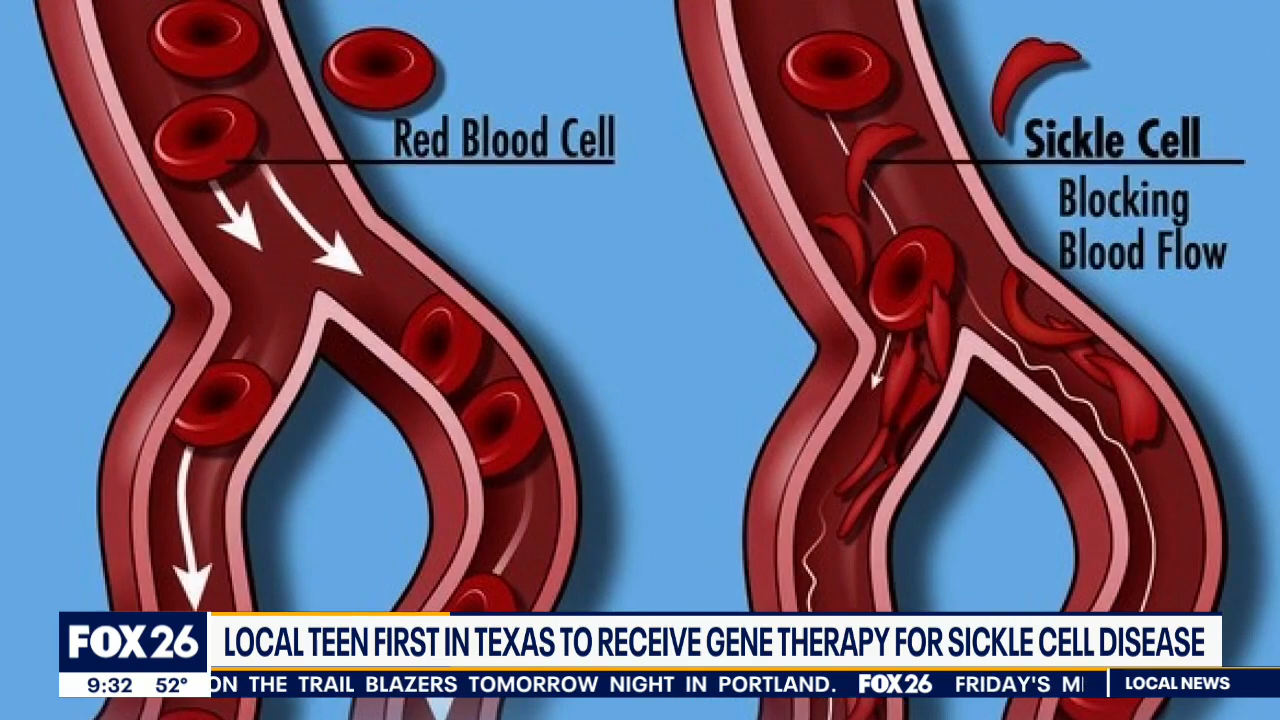 Red Blood Cell
Sickle Cell
Blocking
Blood Flow
FOX 26
LOCAL TEEN FIRST IN TEXAS TO RECEIVE GENE THERAPY FOR SICKLE CELL DISEASE
9:32 52° ON THE TRAIL BLAZERS TOMORROW NIGHT IN PORTLAND. FOX 26 FRIDAY'S LOCAL NEWS